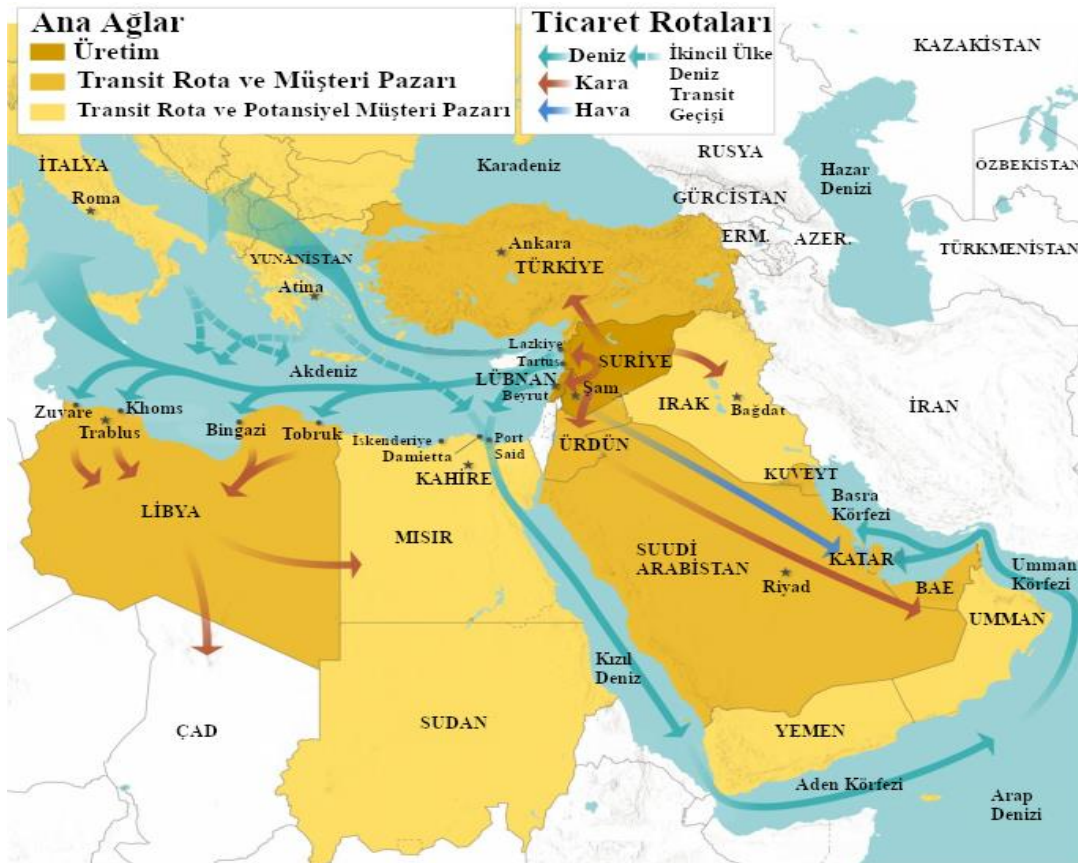 Ana Ağlar
Üretim
Transit Rota ve Müşteri Pazarı
Transit Rota ve Potansiyel Müşteri Pazarı
Ticaret Rotaları
Deniz
Kara
Hava
İkincil Ülke
Deniz
Transit
Geçişi
KAZAKİSTAN
RUSYA
Hazar
Denizi
ÖZBEKİSTAN
GÜRCİSTAN
ERM.
AZER.
TÜRKMENİSTAN
İTALYA
Roma
Karadeniz
YUNANİSTAN
Atina
Ankara
TÜRKİYE
Lazkiye
Tartus
SURİYE
LÜBNAN
Beyrut
Şam
Akdeniz
IRAK
Bağdat
İRAN
Zuvare
Khoms
Trablus
Bingazi
Tobruk
İskenderiye
Damietta
Port
Said
KAHİRE
ÜRDÜN
KUVEYT
Basra
Körfezi
LİBYA
MISIR
SUUDİ
ARABİSTAN
Riyad
KATAR
BAE
Umman
Körfezi
UMMAN
Kızıl
Deniz
ÇAD
SUDAN
YEMEN
Aden Körfezi
Arap
Denizi